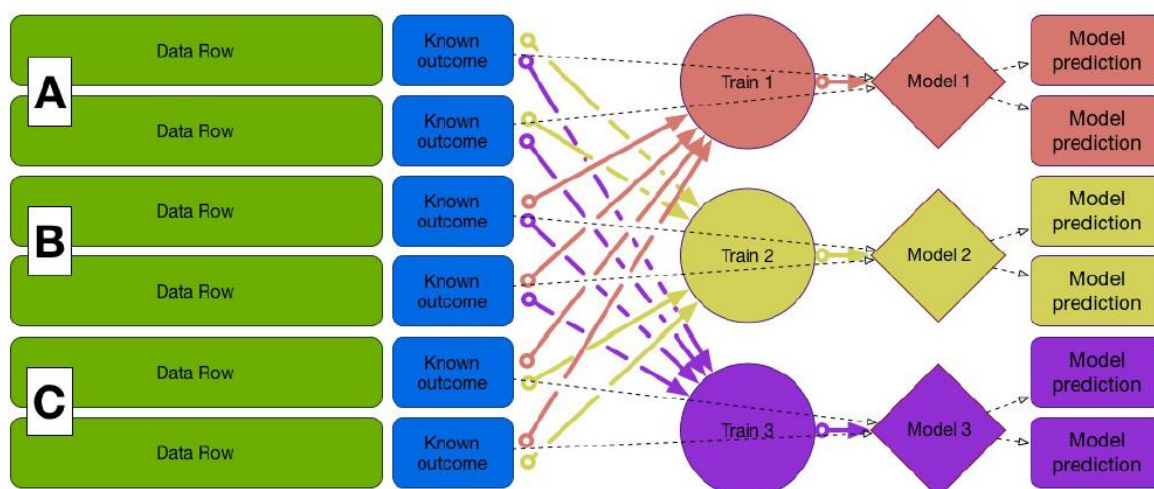 Data Row
Known
outcome
Train 1
Model 1
Model
prediction
A
Data Row
Known
outcome
Model
prediction
Data Row
Known
outcome
Model
prediction
B
Train 2
Model 2
Data Row
Known
outcome
Model
prediction
Data Row
Known
outcome
Model
prediction
C
Train 3
Model 3
Data Row
Known
outcome
Model
prediction